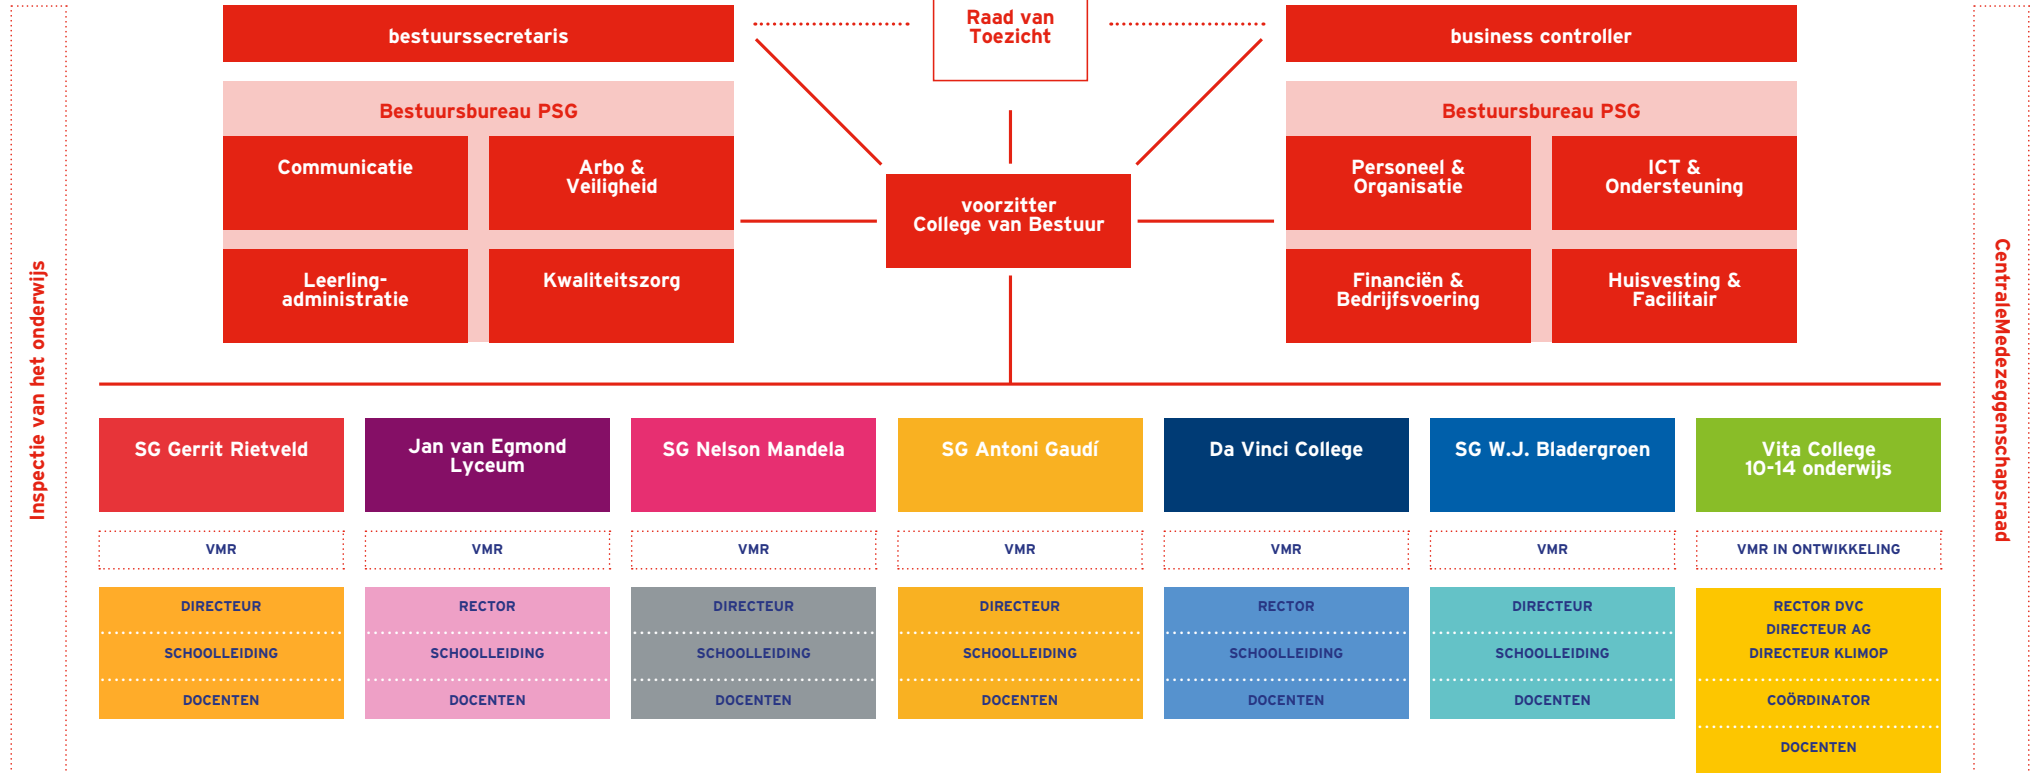 bestuurssecretaris
Raad van
Toezicht
business controller
Bestuursbureau PSG
Communicatie
Arbo &
Veiligheid
Leerling-
administratie
Kwaliteitszorg
voorzitter
College van Bestuur
Bestuursbureau PSG
Personeel &
Organisatie
ICT &
Ondersteuning
Financiën &
Bedrijfsvoering
Huisvesting &
Facilitair
Inspectie van het onderwijs
CentraleMedezeggenschapsraad
SG Gerrit Rietveld
VMR
DIRECTEUR
SCHOOLLEIDING
DOCENTEN
Jan van Egmond
Lyceum
VMR
RECTOR
SCHOOLLEIDING
DOCENTEN
SG Nelson Mandela
VMR
DIRECTEUR
SCHOOLLEIDING
DOCENTEN
SG Antoni Gaudí
VMR
DIRECTEUR
SCHOOLLEIDING
DOCENTEN
Da Vinci College
VMR
RECTOR
SCHOOLLEIDING
DOCENTEN
SG W.J. Bladergroen
VMR
DIRECTEUR
SCHOOLLEIDING
DOCENTEN
Vita College
10-14 onderwijs
VMR IN ONTWIKKELING
RECTOR DVC
DIRECTEUR AG
DIRECTEUR KLIMOP
COÖRDINATOR
DOCENTEN